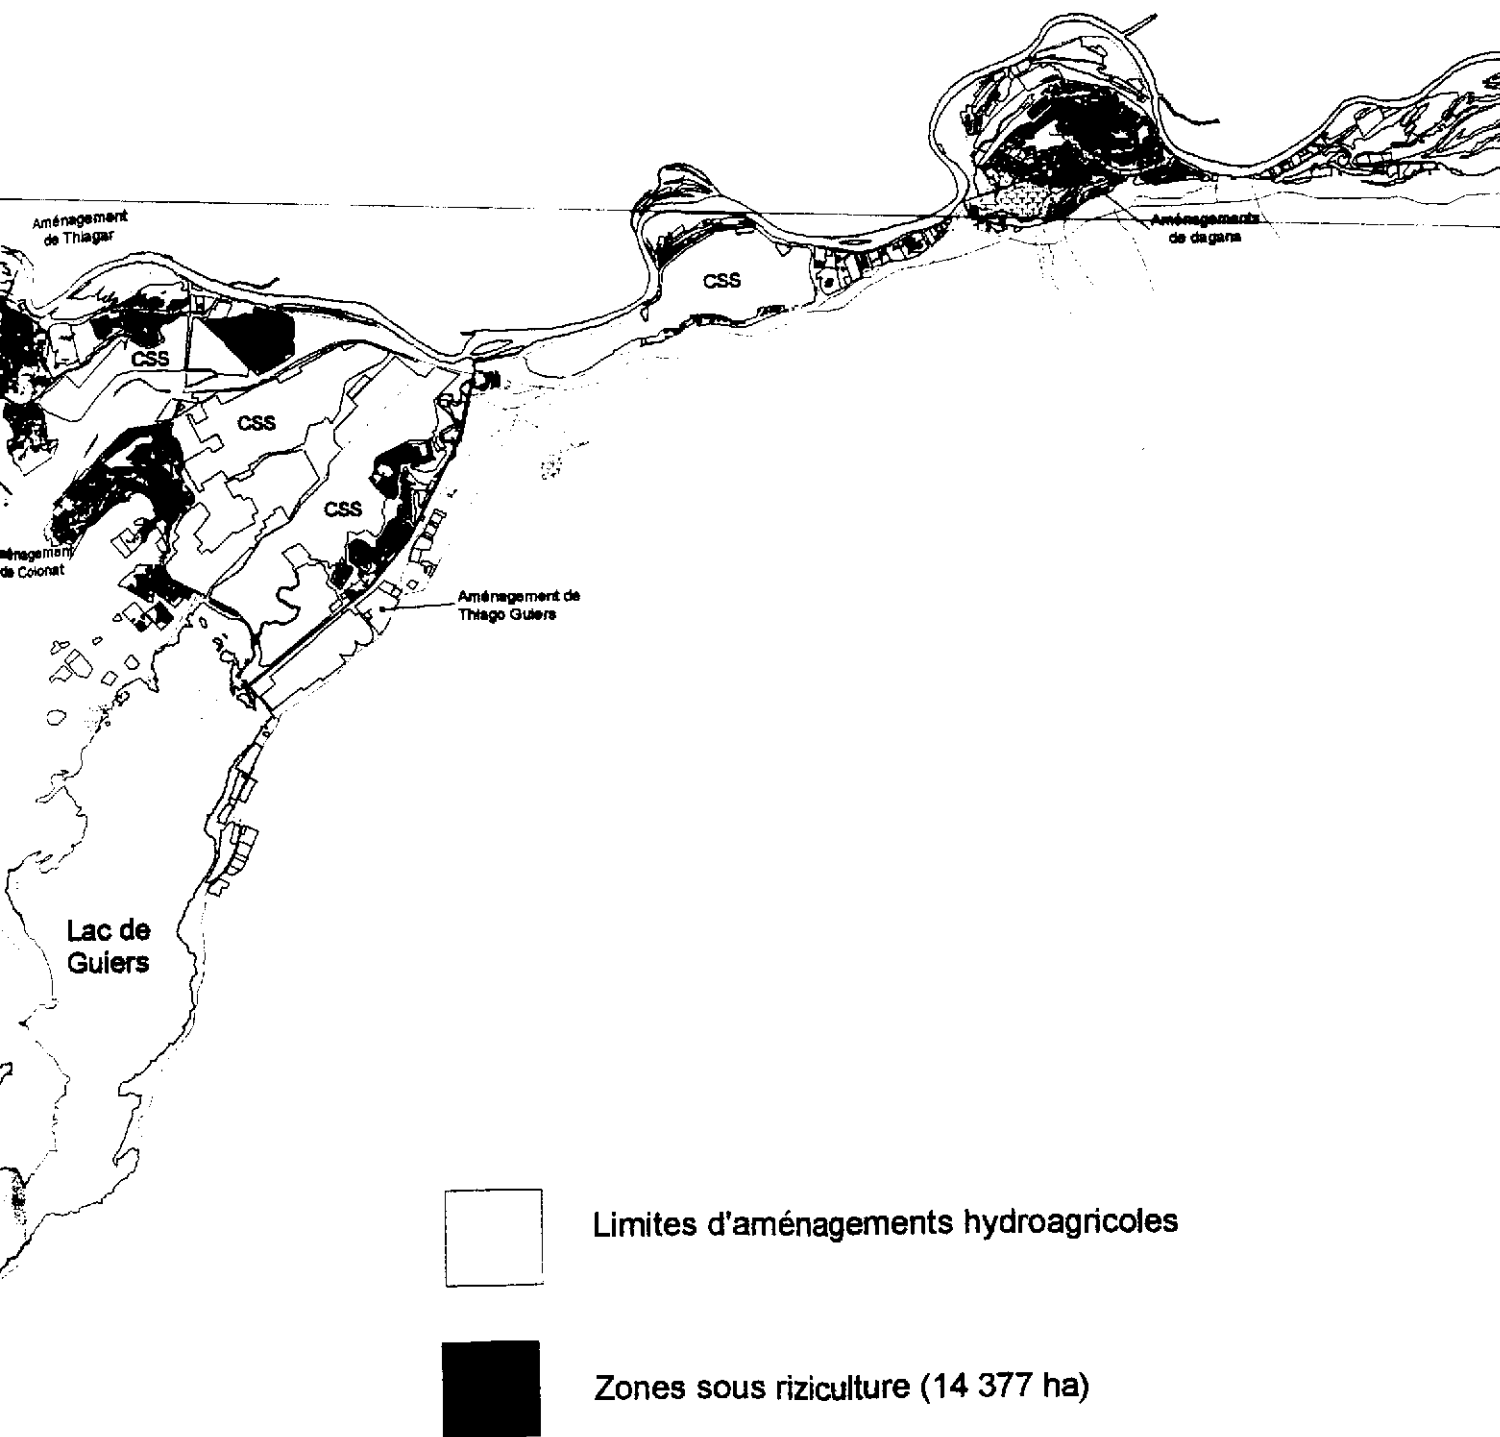 Aménagement
de Thiagar
Aménagements
de dagana
CSS
CSS
CSS
CSS
de Colonat
Aménagement de
Thiago Guiers
Lac de
Guiers
Limites d'aménagements hydroagricoles
Zones sous riziculture (14 377 ha)